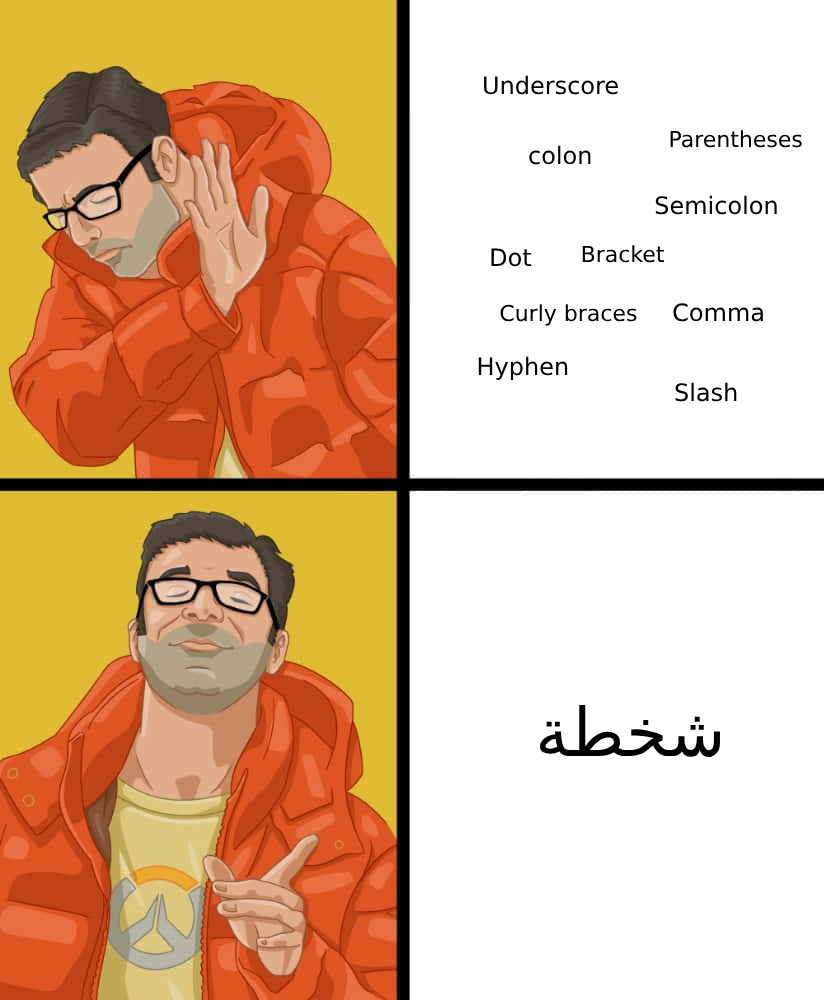 Underscore
colon
Parentheses
Semicolon
Dot
Bracket
Curly braces
Comma
Hyphen
Slash
شخطة